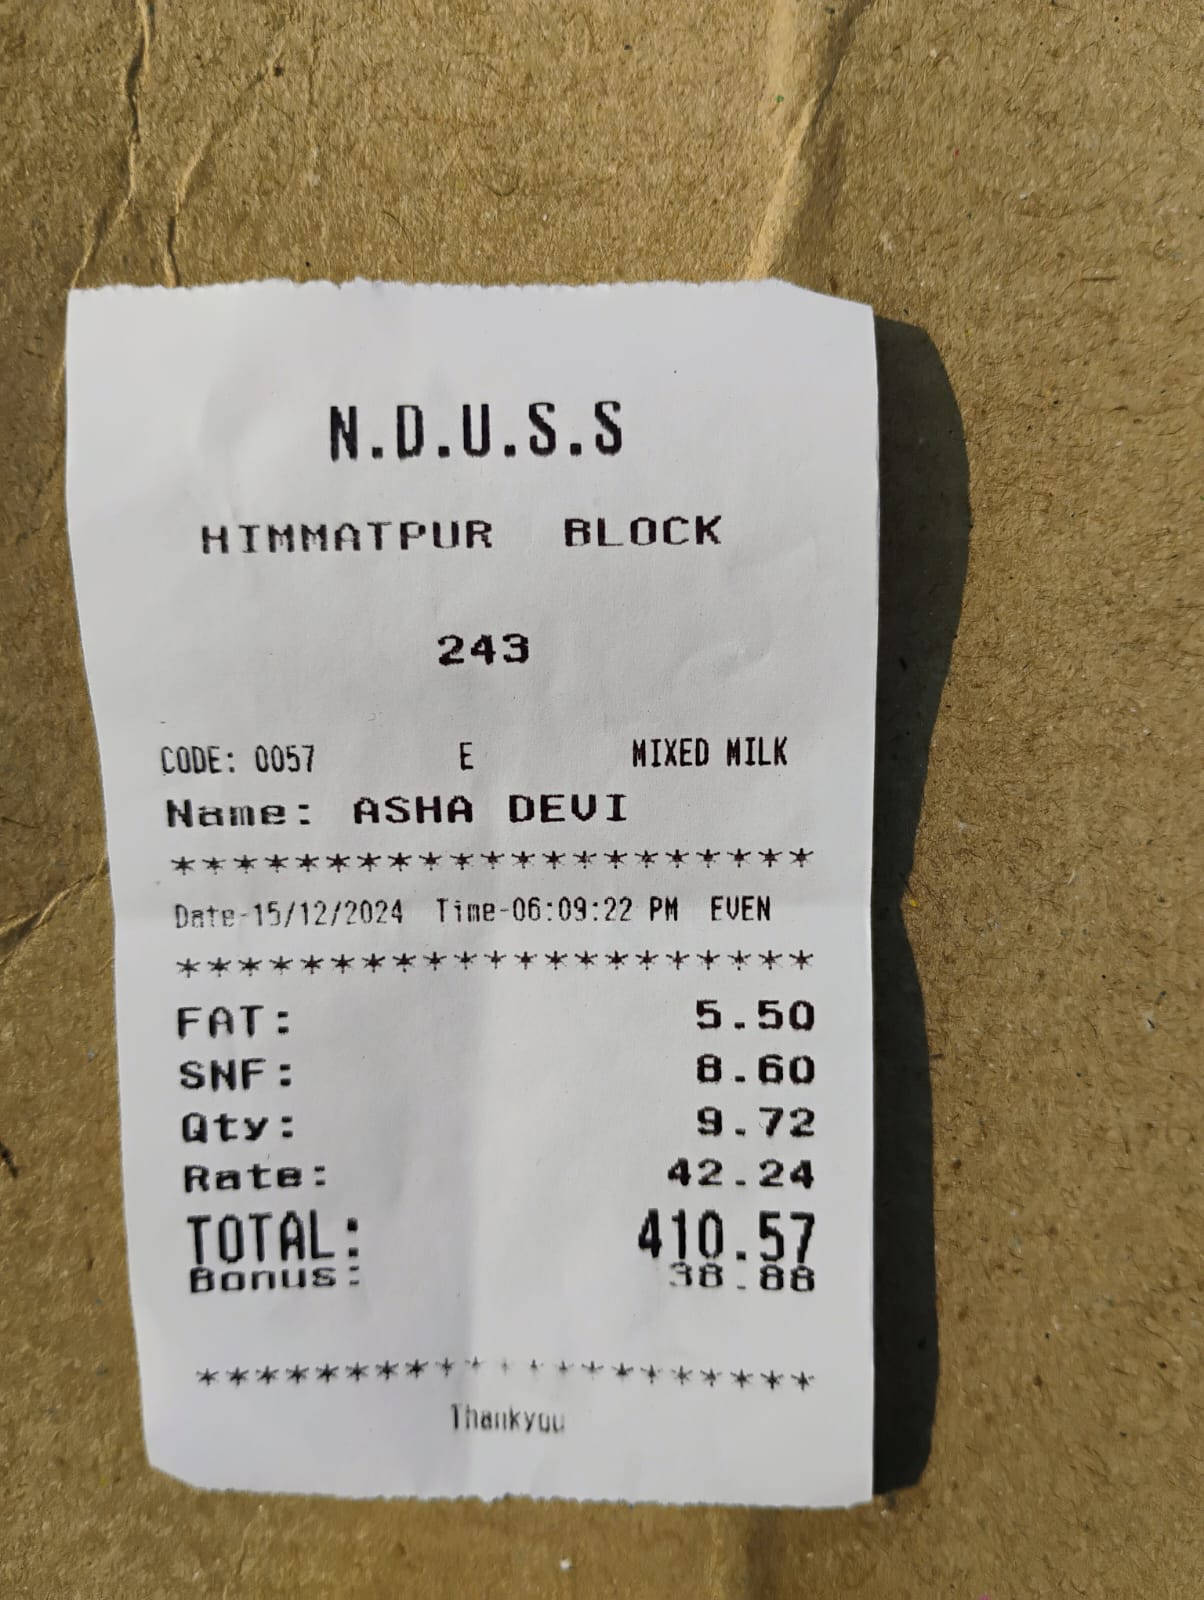 N.D.U.S.S
HIMMATPUR BLOCK
243
CODE: 0057 E MIXED MILK
Name: ASHA DEVI
*********************
Date-15/12/2024 Time-06:09:22 PM EVEN
*********************
FAT: 5.50
SNF: 8.60
Qty: 9.72
Rate: 42.24
TOTAL: 410.57
Bonus: 38.88
*********************
Thankyou